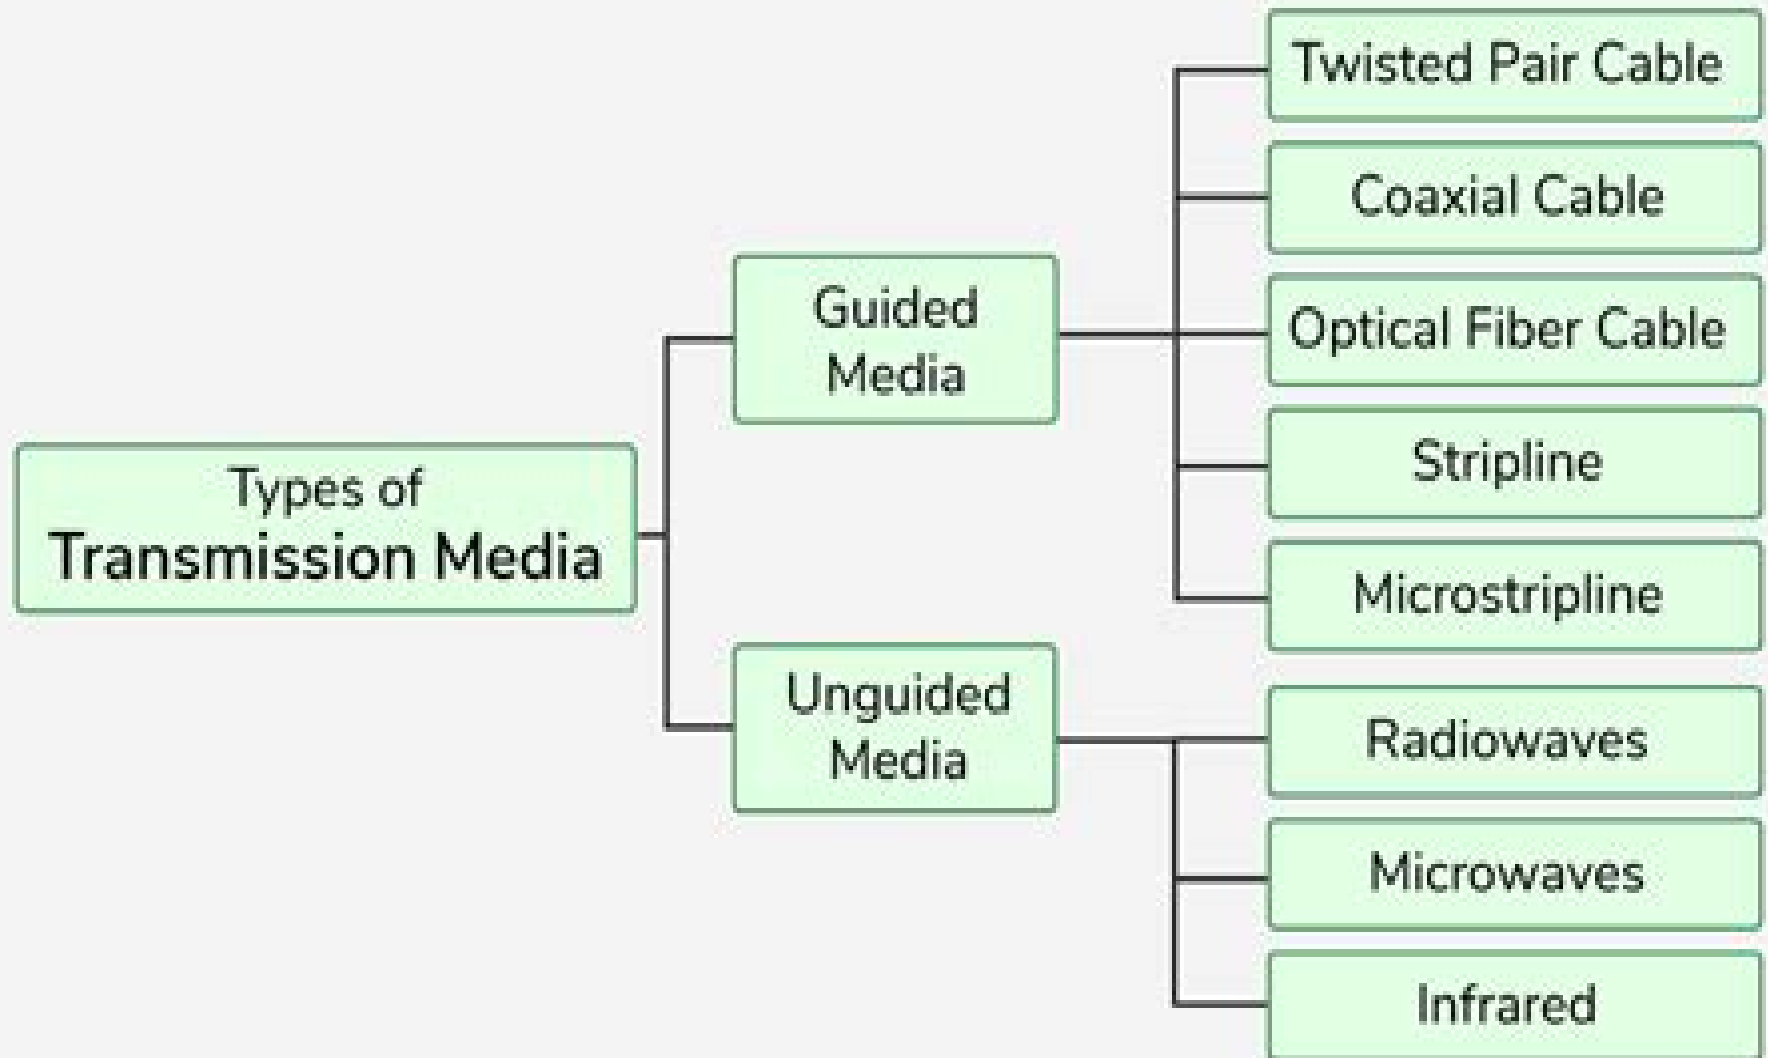 Types of
Transmission Media
Guided
Media
Twisted Pair Cable
Coaxial Cable
Optical Fiber Cable
Stripline
Microstripline
Unguided
Media
Radiowaves
Microwaves
Infrared